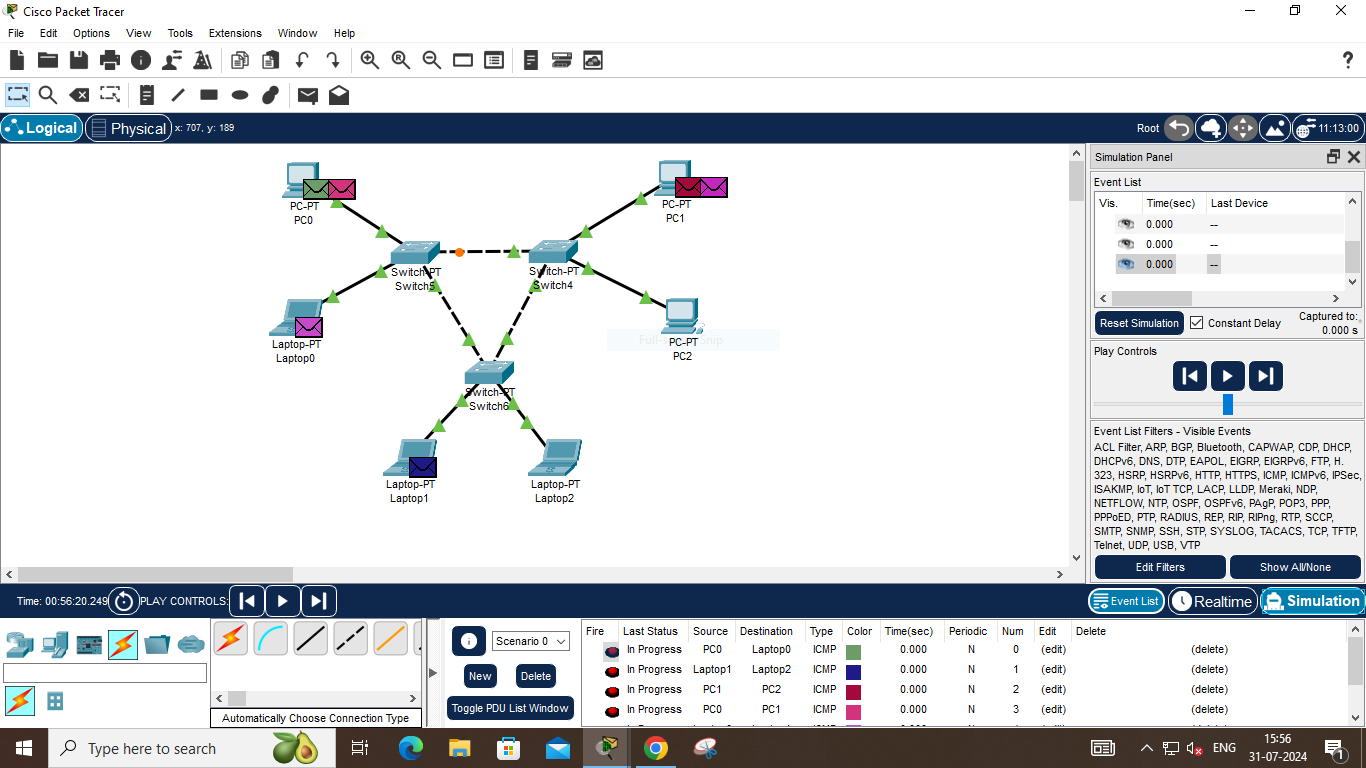 Cisco Packet Tracer
File Edit Options View Tools Extensions Window Help
Logical Physical x: 707, y: 189 Root 11:13:00
PC-PT
PC0
PC-PT
PC1
Switch-PT
Switch5
Switch-PT
Switch4
Laptop-PT
Laptop0
PC-PT
PC2
Switch-PT
Switch6
Laptop-PT
Laptop1
Laptop-PT
Laptop2
Simulation Panel
Event List
Vis. Time(sec) Last Device
0.000 --
0.000 --
0.000 --
Reset Simulation Constant Delay Captured to:
0.000 s
Play Controls
Event List Filters - Visible Events
ACL Filter, ARP, BGP, Bluetooth, CAPWAP, CDP, DHCP,
DHCPv6, DNS, DTP, EAPOL, EIGRP, EIGRPv6, FTP, H.
323, HSRP, HSRPv6, HTTP, HTTPS, ICMP, ICMPv6, IPSec,
ISAKMP, IoT, IoT TCP, LACP, LLDP, Meraki, NDP,
NETFLOW, NTP, OSPF, OSPFv6, PAgP, POP3, PPP,
PPPoED, PTP, RADIUS, REP, RIP, RIPng, RTP, SCCP,
SMTP, SNMP, SSH, STP, SYSLOG, TACACS, TCP, TFTP,
Telnet, UDP, USB, VTP
Edit Filters Show All/None
Time: 00:56:20.249 PLAY CONTROLS: Event List Realtime Simulation
Automatically Choose Connection Type
Scenario 0
New Delete
Toggle PDU List Window
Fire Last Status Source Destination Type Color Time(sec) Periodic Num Edit Delete
In Progress PC0 Laptop0 ICMP 0.000 N 0 (edit) (delete)
In Progress Laptop1 Laptop2 ICMP 0.000 N 1 (edit) (delete)
In Progress PC1 PC2 ICMP 0.000 N 2 (edit) (delete)
In Progress PC0 PC1 ICMP 0.000 N 3 (edit) (delete)
Type here to search
ENG
15:56
31-07-2024
1